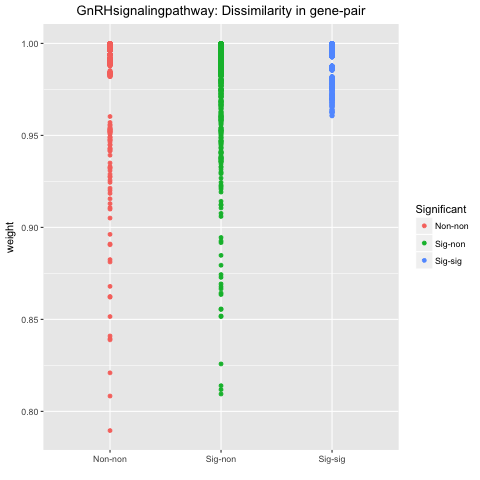 GnRHsignalingpathway: Dissimilarity in gene-pair
weight
1.00
0.95
0.90
0.85
0.80
Non-non
Sig-non
Sig-sig
Significant
Non-non
Sig-non
Sig-sig